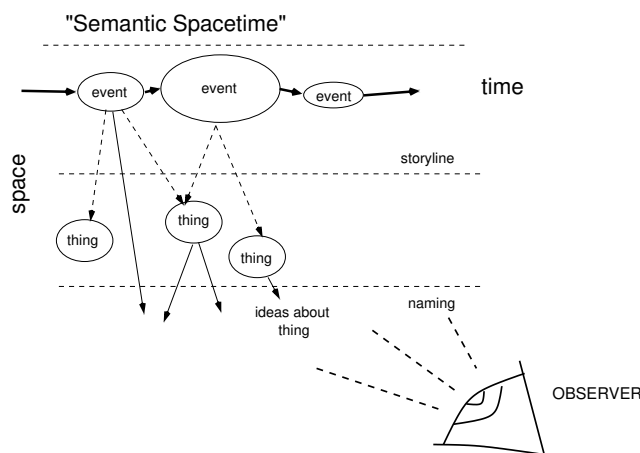 "Semantic Spacetime"
event
event
event
time
storyline
space
thing
thing
thing
ideas about
thing
naming
OBSERVER